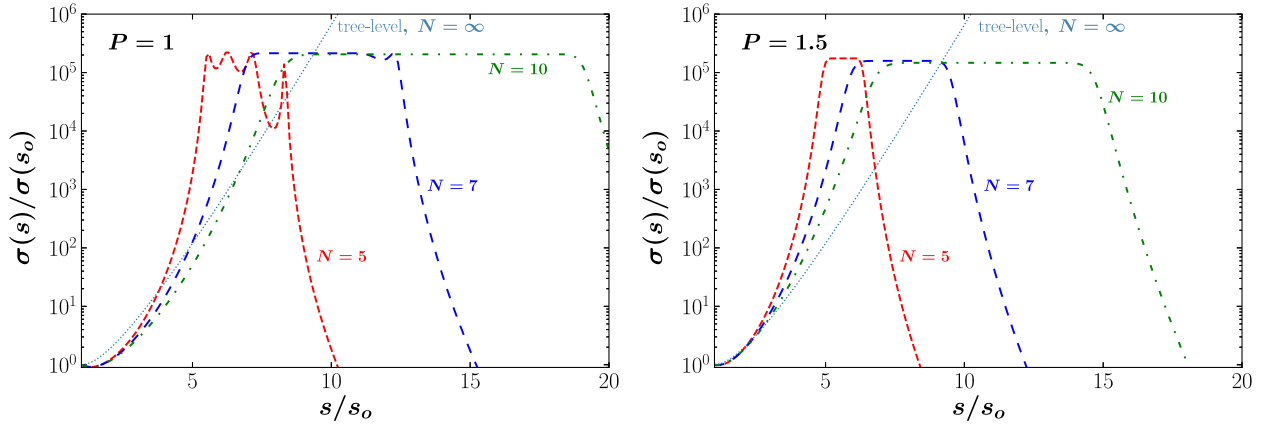 10^6
10^5
10^4
10^3
10^2
10^1
10^0
σ(s)/σ(s_o)
P = 1
tree-level, N = ∞
N = 10
N = 7
N = 5
5 10 15 20
s/s_o
10^6
10^5
10^4
10^3
10^2
10^1
10^0
σ(s)/σ(s_o)
P = 1.5
tree-level, N = ∞
N = 10
N = 7
N = 5
5 10 15 20
s/s_o